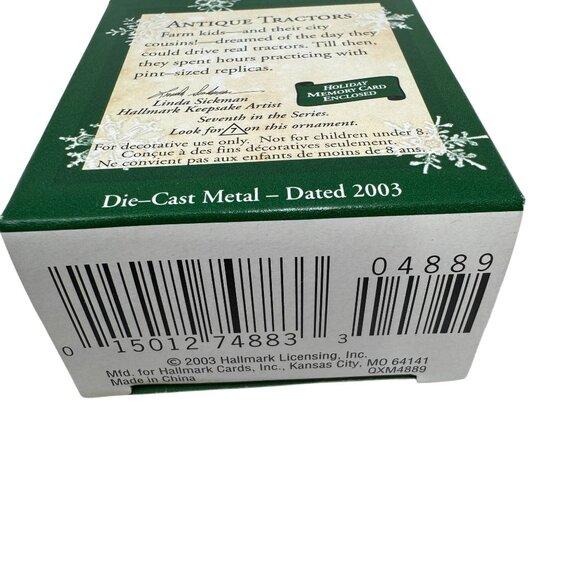 ANTIQUE TRACTORS
Farm kids—and their city
cousins!—dreamed of the day they
could drive real tractors. Till then,
they spent hours practicing with
pint–sized replicas.
HOLIDAY
MEMORY CARD
ENCLOSED
Linda Sickman
Linda Sickman
Hallmark Keepsake Artist
Seventh in the Series.
Look for 7 on this ornament.
For decorative use only. Not for children under 8.
Conçue à des fins décoratives seulement.
Ne convient pas aux enfants de moins de 8 ans.
Die–Cast Metal – Dated 2003
04889
0 15012 74883 3
© 2003 Hallmark Licensing, Inc.
Mfd. for Hallmark Cards, Inc., Kansas City, MO 64141
Made in China QXM4889